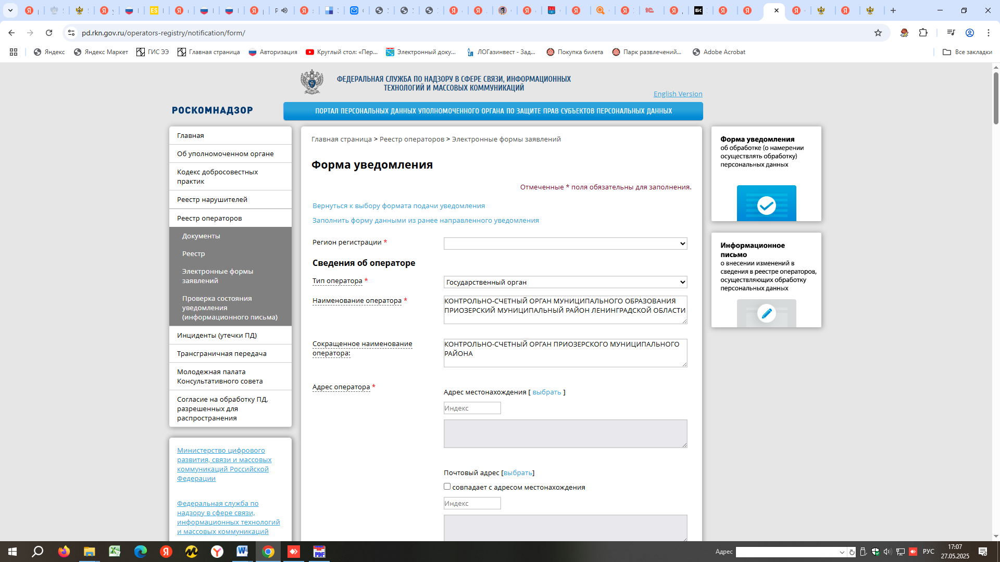 pd.rkn.gov.ru/operators-registry/notification/form/
Яндекс
Яндекс Маркет
ГИС ЭЭ
Главная страница
Авторизация
Круглый стол: «Пер...
Электронный доку...
ЛОГазинвест - Зад...
Покупка билета
Парк развлечений...
Adobe Acrobat
Все закладки
ФЕДЕРАЛЬНАЯ СЛУЖБА ПО НАДЗОРУ В СФЕРЕ СВЯЗИ, ИНФОРМАЦИОННЫХ
ТЕХНОЛОГИЙ И МАССОВЫХ КОММУНИКАЦИЙ
English Version
РОСКОМНАДЗОР
ПОРТАЛ ПЕРСОНАЛЬНЫХ ДАННЫХ УПОЛНОМОЧЕННОГО ОРГАНА ПО ЗАЩИТЕ ПРАВ СУБЪЕКТОВ ПЕРСОНАЛЬНЫХ ДАННЫХ
Главная
Об уполномоченном органе
Кодекс добросовестных
практик
Реестр нарушителей
Реестр операторов
Документы
Реестр
Электронные формы
заявлений
Проверка состояния
уведомления
(информационного письма)
Инциденты (утечки ПД)
Трансграничная передача
Молодежная палата
Консультативного совета
Согласие на обработку ПД,
разрешенных для
распространения
Министерство цифрового
развития, связи и массовых
коммуникаций Российской
Федерации
Федеральная служба по
надзору в сфере связи,
информационных технологий
и массовых коммуникаций
Главная страница > Реестр операторов > Электронные формы заявлений
Форма уведомления
Отмеченные * поля обязательны для заполнения.
Вернуться к выбору формата подачи уведомления
Заполнить форму данными из ранее направленного уведомления
Регион регистрации *
Сведения об операторе
Тип оператора *
Государственный орган
Наименование оператора *
КОНТРОЛЬНО-СЧЕТНЫЙ ОРГАН МУНИЦИПАЛЬНОГО ОБРАЗОВАНИЯ
ПРИОЗЕРСКИЙ МУНИЦИПАЛЬНЫЙ РАЙОН ЛЕНИНГРАДСКОЙ ОБЛАСТИ
Сокращенное наименование
оператора:
КОНТРОЛЬНО-СЧЕТНЫЙ ОРГАН ПРИОЗЕРСКОГО МУНИЦИПАЛЬНОГО
РАЙОНА
Адрес оператора *
Адрес местонахождения [ выбрать ]
Индекс
Почтовый адрес [выбрать]
совпадает с адресом местонахождения
Индекс
Форма уведомления
об обработке (о намерении
осуществлять обработку)
персональных данных
Информационное
письмо
о внесении изменений в
сведения в реестре операторов,
осуществляющих обработку
персональных данных
Адрес
РУС
17:07
27.05.2025